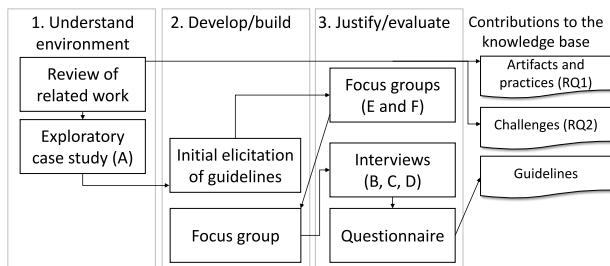 1. Understand
environment
Review of
related work
Exploratory
case study (A)
2. Develop/build
Initial elicitation
of guidelines
Focus group
3. Justify/evaluate
Focus groups
(E and F)
Interviews
(B, C, D)
Questionnaire
Contributions to the
knowledge base
Artifacts and
practices (RQ1)
Challenges (RQ2)
Guidelines